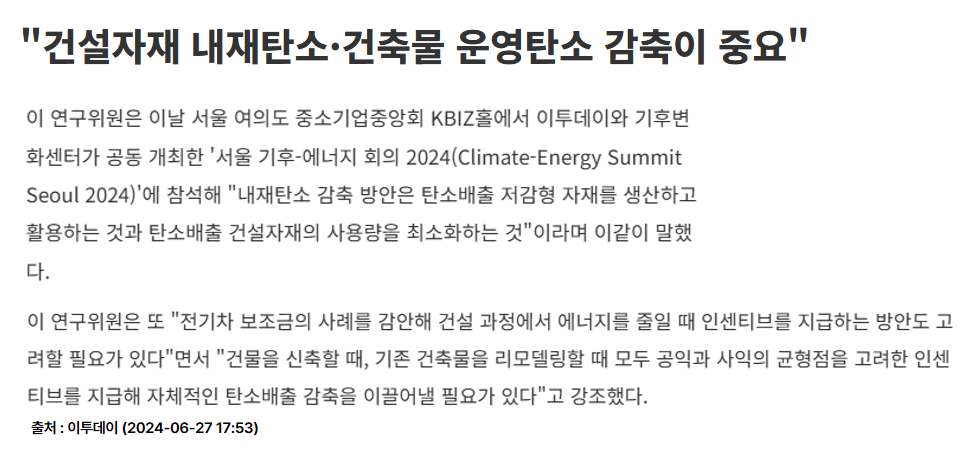 "건설자재 내재탄소·건축물 운영탄소 감축이 중요"
이 연구위원은 이날 서울 여의도 중소기업중앙회 KBIZ홀에서 이투데이와 기후변
화센터가 공동 개최한 '서울 기후-에너지 회의 2024(Climate-Energy Summit
Seoul 2024)'에 참석해 "내재탄소 감축 방안은 탄소배출 저감형 자재를 생산하고
활용하는 것과 탄소배출 건설자재의 사용량을 최소화하는 것"이라며 이같이 말했
다.
이 연구위원은 또 "전기차 보조금의 사례를 감안해 건설 과정에서 에너지를 줄일 때 인센티브를 지급하는 방안도 고
려할 필요가 있다"면서 "건물을 신축할 때, 기존 건축물을 리모델링할 때 모두 공익과 사익의 균형점을 고려한 인센
티브를 지급해 자체적인 탄소배출 감축을 이끌어낼 필요가 있다"고 강조했다.
출처 : 이투데이 (2024-06-27 17:53)